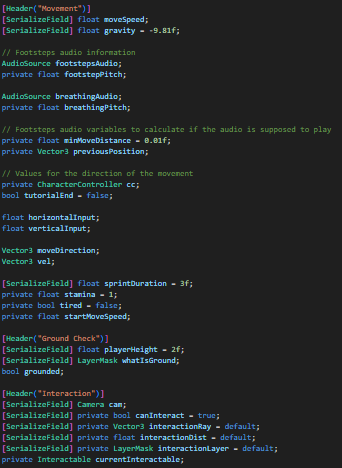 [Header("Movement")]
[SerializeField] float moveSpeed;
[SerializeField] float gravity = -9.81f;
// Footsteps audio information
AudioSource footstepsAudio;
private float footstepPitch;
AudioSource breathingAudio;
private float breathingPitch;
// Footsteps audio variables to calculate if the audio is supposed to play
private float minMoveDistance = 0.01f;
private Vector3 previousPosition;
// Values for the direction of the movement
private CharacterController cc;
bool tutorialEnd = false;
float horizontalInput;
float verticalInput;
Vector3 moveDirection;
Vector3 vel;
[SerializeField] float sprintDuration = 3f;
private float stamina = 1;
private bool tired = false;
private float startMoveSpeed;
[Header("Ground Check")]
[SerializeField] float playerHeight = 2f;
[SerializeField] LayerMask whatIsGround;
bool grounded;
[Header("Interaction")]
[SerializeField] Camera cam;
[SerializeField] private bool canInteract = true;
[SerializeField] private Vector3 interactionRay = default;
[SerializeField] private float interactionDist = default;
[SerializeField] private LayerMask interactionLayer = default;
private Interactable currentInteractable;